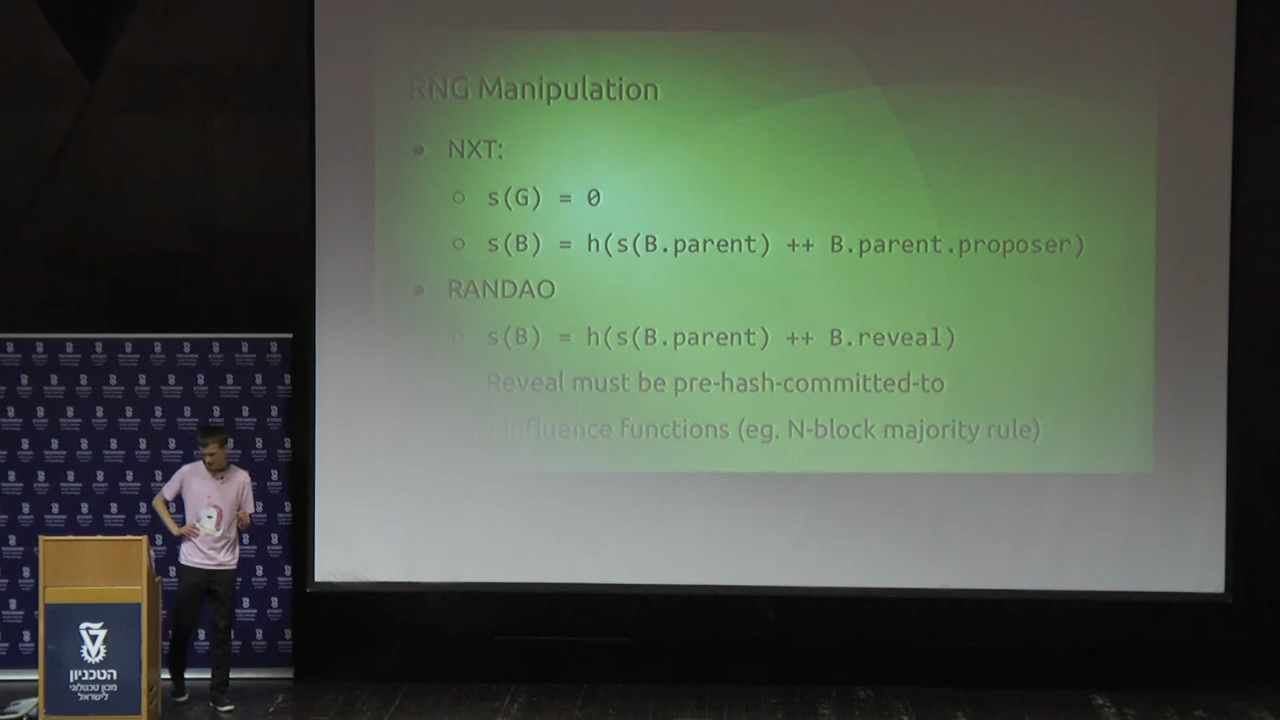 RNG Manipulation
● NXT:
○ s(G) = 0
○ s(B) = h(s(B.parent) ++ B.parent.proposer)
● RANDAO
○ s(B) = h(s(B.parent) ++ B.reveal)
Reveal must be pre-hash-committed-to
influence functions (eg. N-block majority rule)
הטכניון
מכון טכנולוגי
לישראל